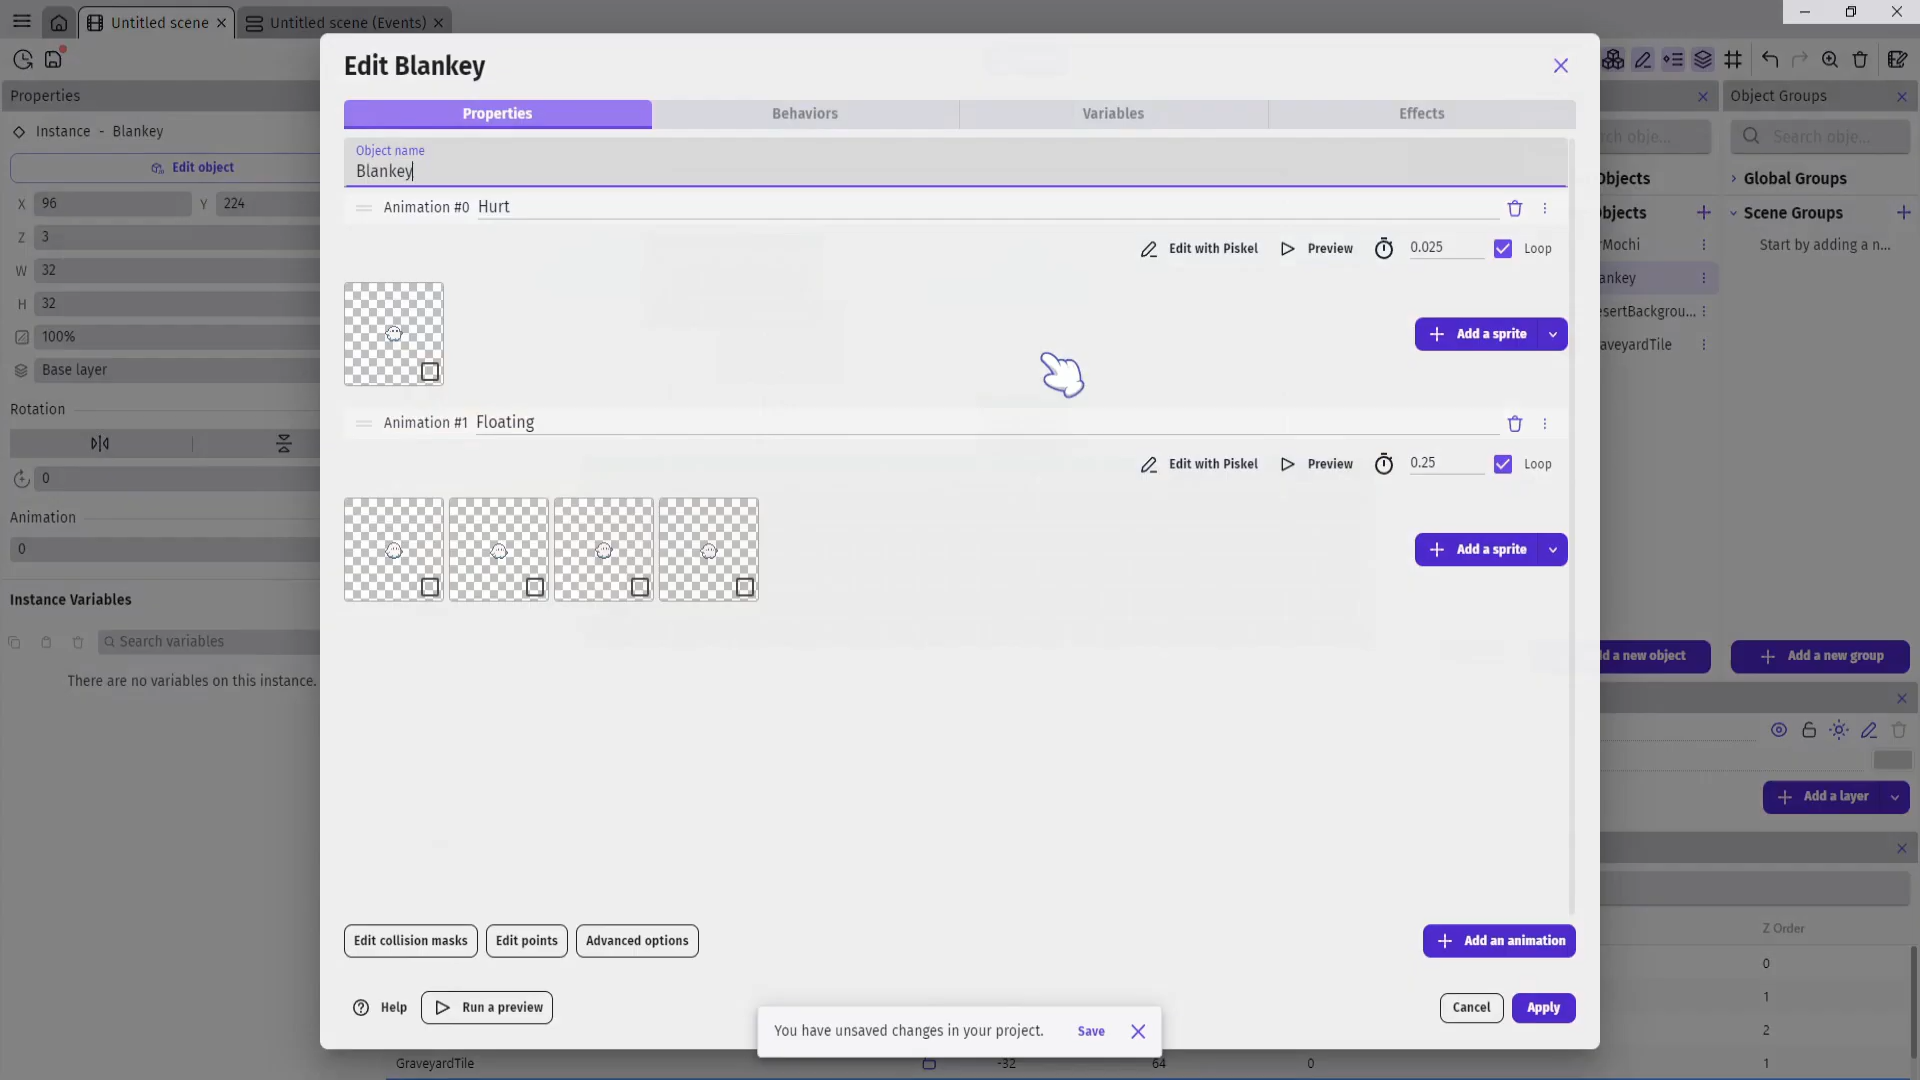 Untitled scene
Untitled scene (Events)
Properties
Instance - Blankey
Edit object
X 96 Y 224
Z 3
W 32
H 32
100%
Base layer
Rotation
0
Animation
0
Instance Variables
Search variables
There are no variables on this instance.
Edit Blankey
Properties Behaviors Variables Effects
Object name
Blankey
Animation #0 Hurt
Edit with Piskel Preview 0.025 Loop
Add a sprite
Animation #1 Floating
Edit with Piskel Preview 0.25 Loop
Add a sprite
Edit collision masks Edit points Advanced options
Add an animation
Help Run a preview
Cancel Apply
You have unsaved changes in your project. Save
GraveyardTile -32 64 0 1
Object Groups
Search obje...
Global Groups
Scene Groups
Start by adding a n...
Add a new group
Add a layer
Z Order
0
1
2